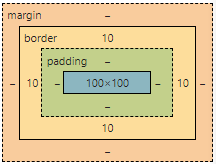 margin –
border 10
padding –
– 10 – 100×100 – 10 –
–
10
–